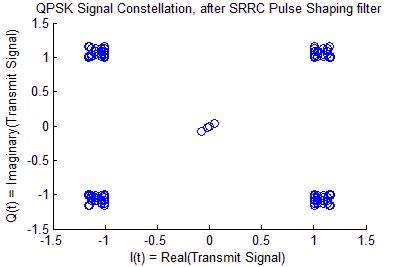 QPSK Signal Constellation, after SRRC Pulse Shaping filter
Q(t) = Imaginary(Transmit Signal)
1.5
1
0.5
0
-0.5
-1
-1.5
-1.5 -1 -0.5 0 0.5 1 1.5
I(t) = Real(Transmit Signal)